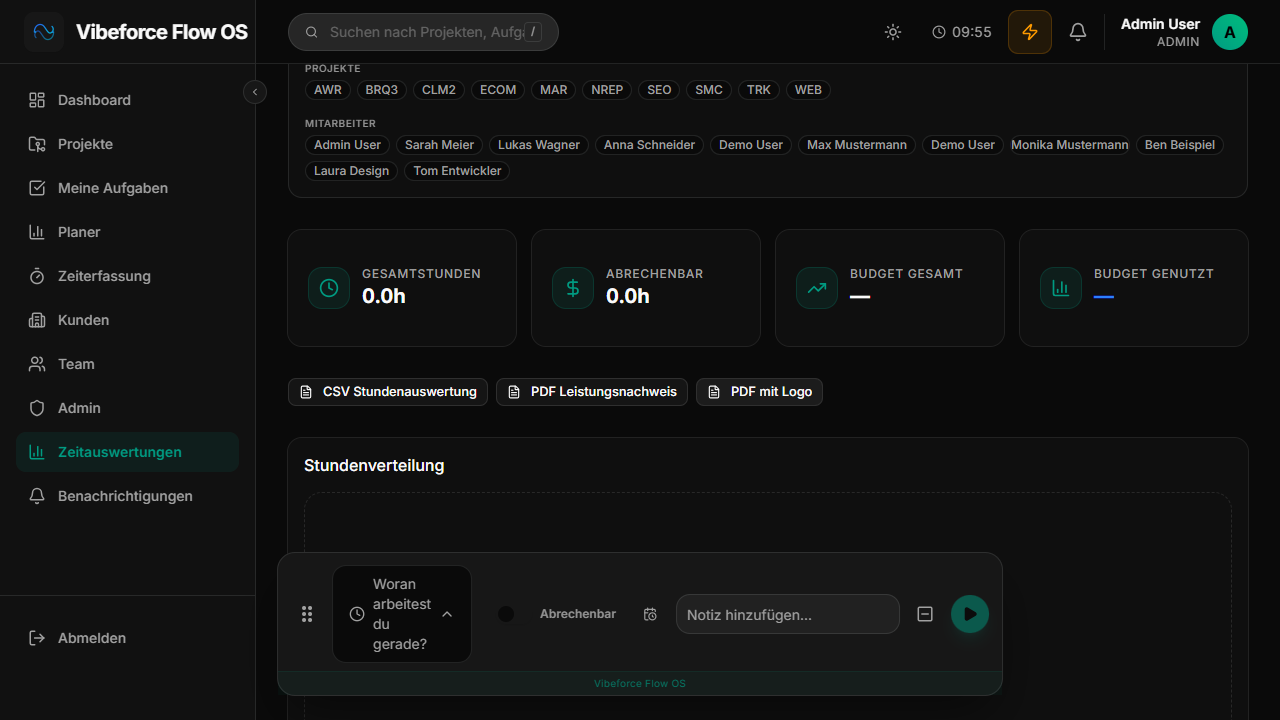 Vibeforce Flow OS
Suchen nach Projekten, Aufga
/
09:55
Admin User
ADMIN
A
Dashboard
Projekte
Meine Aufgaben
Planer
Zeiterfassung
Kunden
Team
Admin
Zeitauswertungen
Benachrichtigungen
Abmelden
PROJEKTE
AWR BRQ3 CLM2 ECOM MAR NREP SEO SMC TRK WEB
MITARBEITER
Admin User Sarah Meier Lukas Wagner Anna Schneider Demo User Max Mustermann Demo User Monika Mustermann Ben Beispiel
Laura Design Tom Entwickler
GESAMTSTUNDEN
0.0h
ABRECHENBAR
0.0h
BUDGET GESAMT
—
BUDGET GENUTZT
—
CSV Stundenauswertung PDF Leistungsnachweis PDF mit Logo
Stundenverteilung
Woran
arbeitest
du
gerade?
Abrechenbar
Notiz hinzufügen...
Vibeforce Flow OS